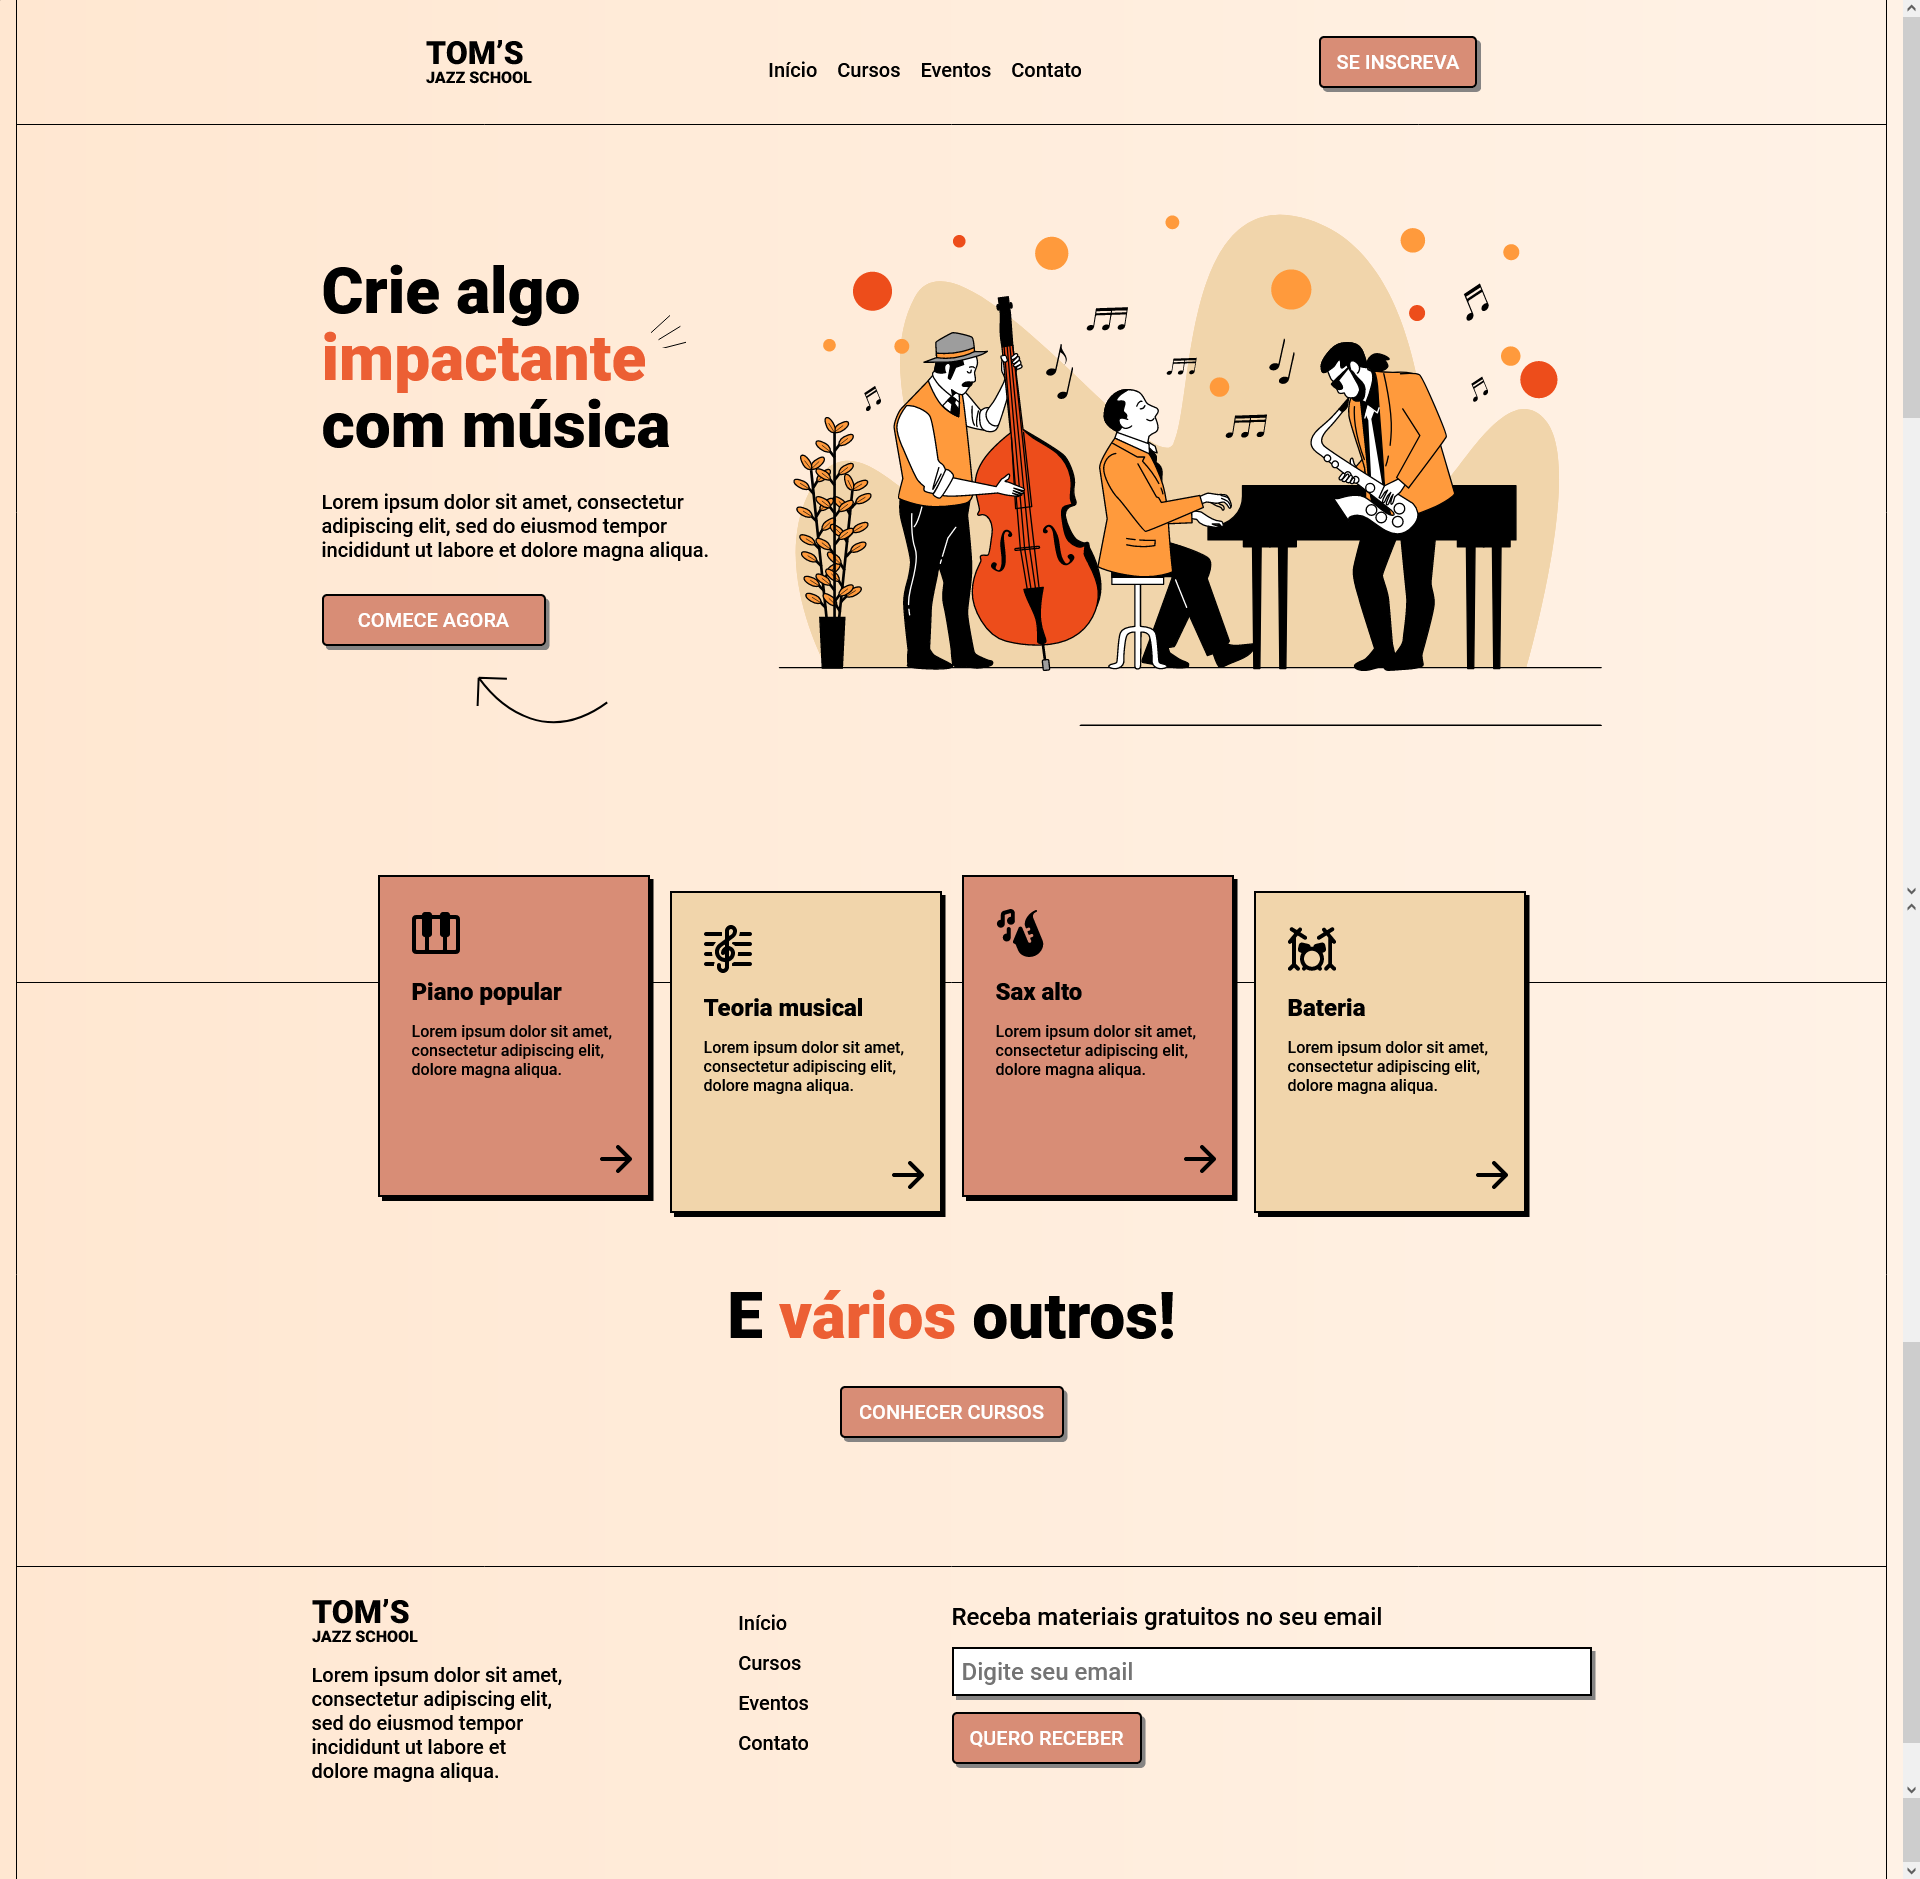 TOM’S
JAZZ SCHOOL
Início Cursos Eventos Contato
SE INSCREVA
Crie algo
impactante
com música
Lorem ipsum dolor sit amet, consectetur
adipiscing elit, sed do eiusmod tempor
incididunt ut labore et dolore magna aliqua.
COMECE AGORA
Piano popular
Lorem ipsum dolor sit amet,
consectetur adipiscing elit,
dolore magna aliqua.
Teoria musical
Lorem ipsum dolor sit amet,
consectetur adipiscing elit,
dolore magna aliqua.
Sax alto
Lorem ipsum dolor sit amet,
consectetur adipiscing elit,
dolore magna aliqua.
Bateria
Lorem ipsum dolor sit amet,
consectetur adipiscing elit,
dolore magna aliqua.
E vários outros!
CONHECER CURSOS
TOM’S
JAZZ SCHOOL
Lorem ipsum dolor sit amet,
consectetur adipiscing elit,
sed do eiusmod tempor
incididunt ut labore et
dolore magna aliqua.
Início
Cursos
Eventos
Contato
Receba materiais gratuitos no seu email
Digite seu email
QUERO RECEBER